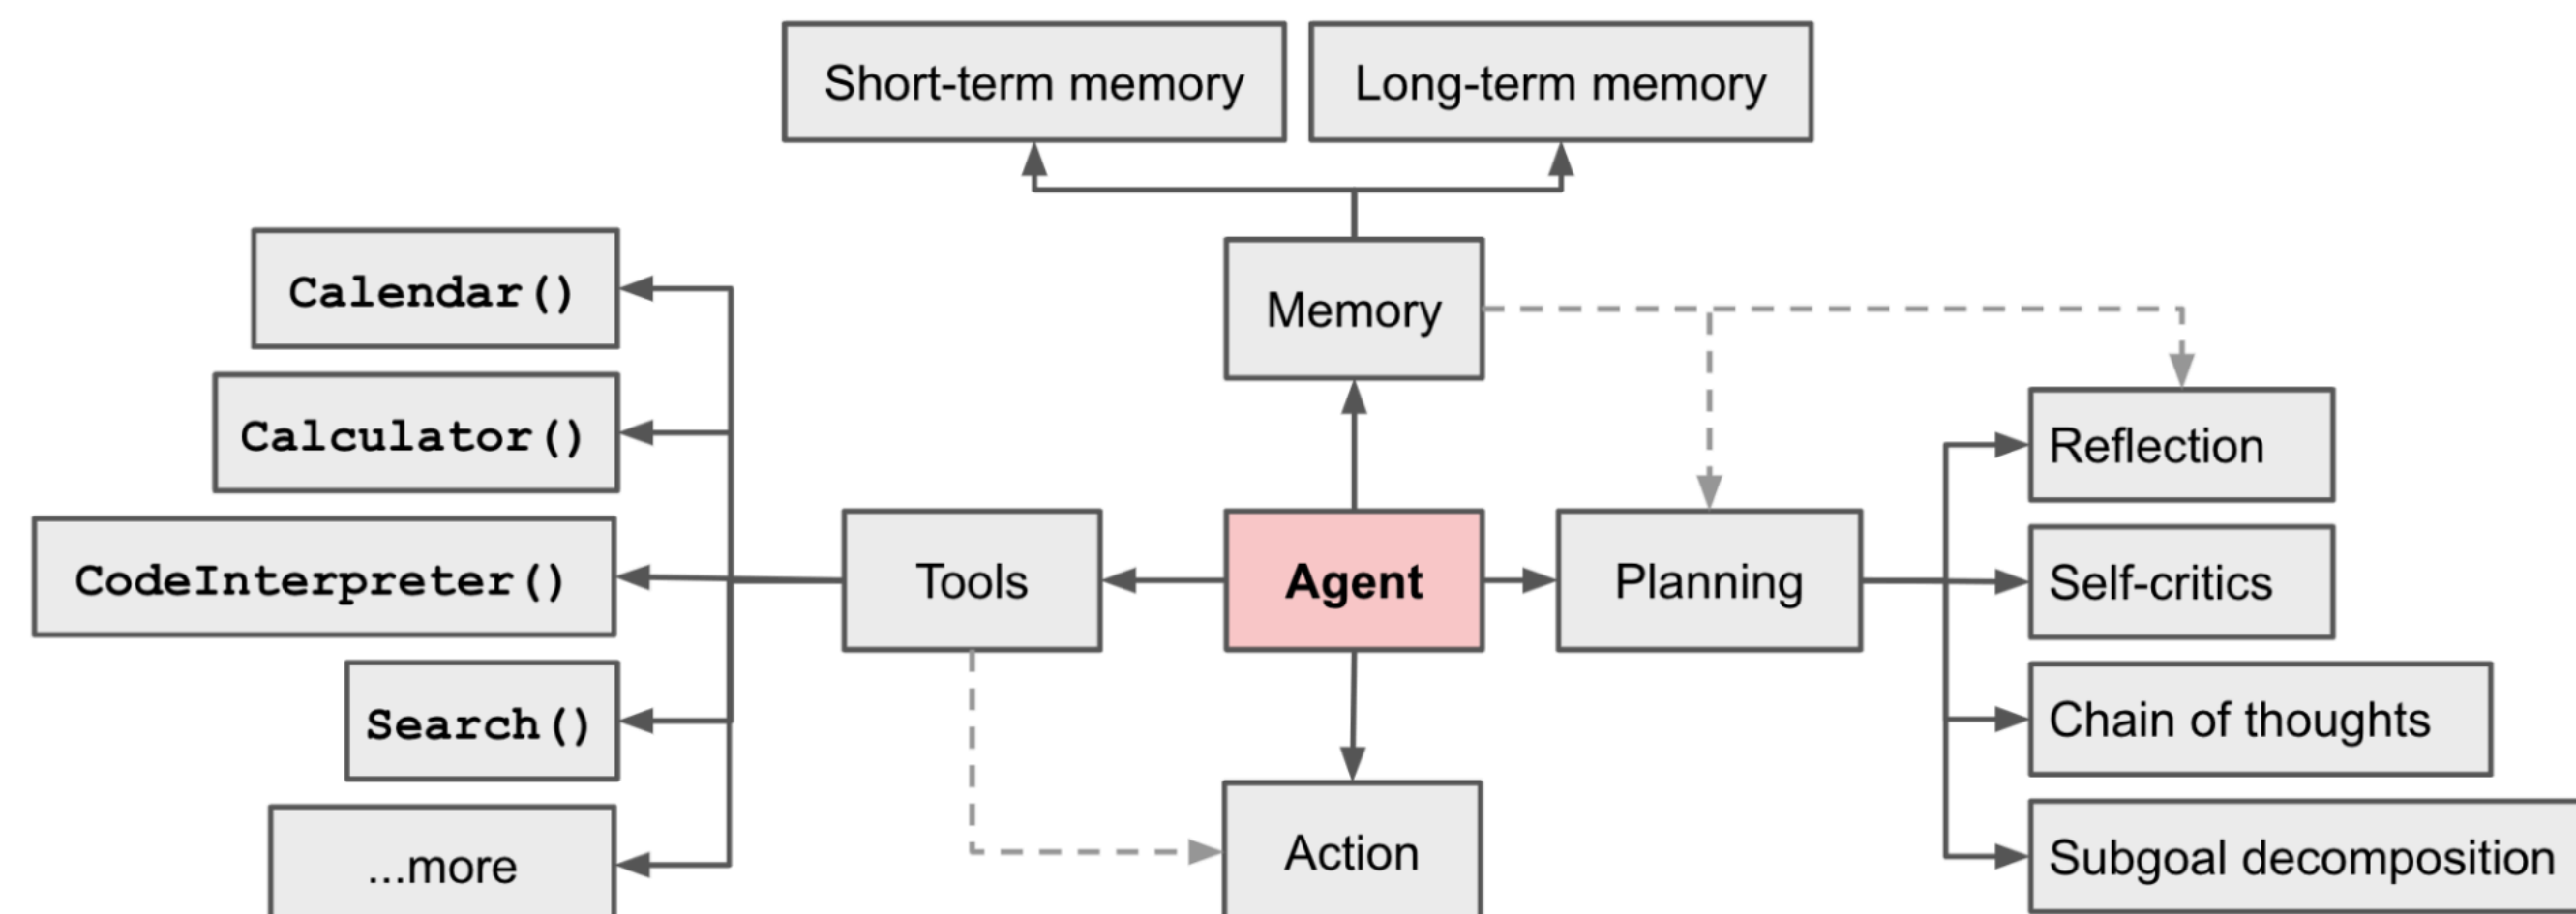 Short-term memory
Long-term memory
Calendar()
Memory
Calculator()
Reflection
CodeInterpreter()
Tools
Agent
Planning
Self-critics
Search()
Chain of thoughts
...more
Action
Subgoal decomposition